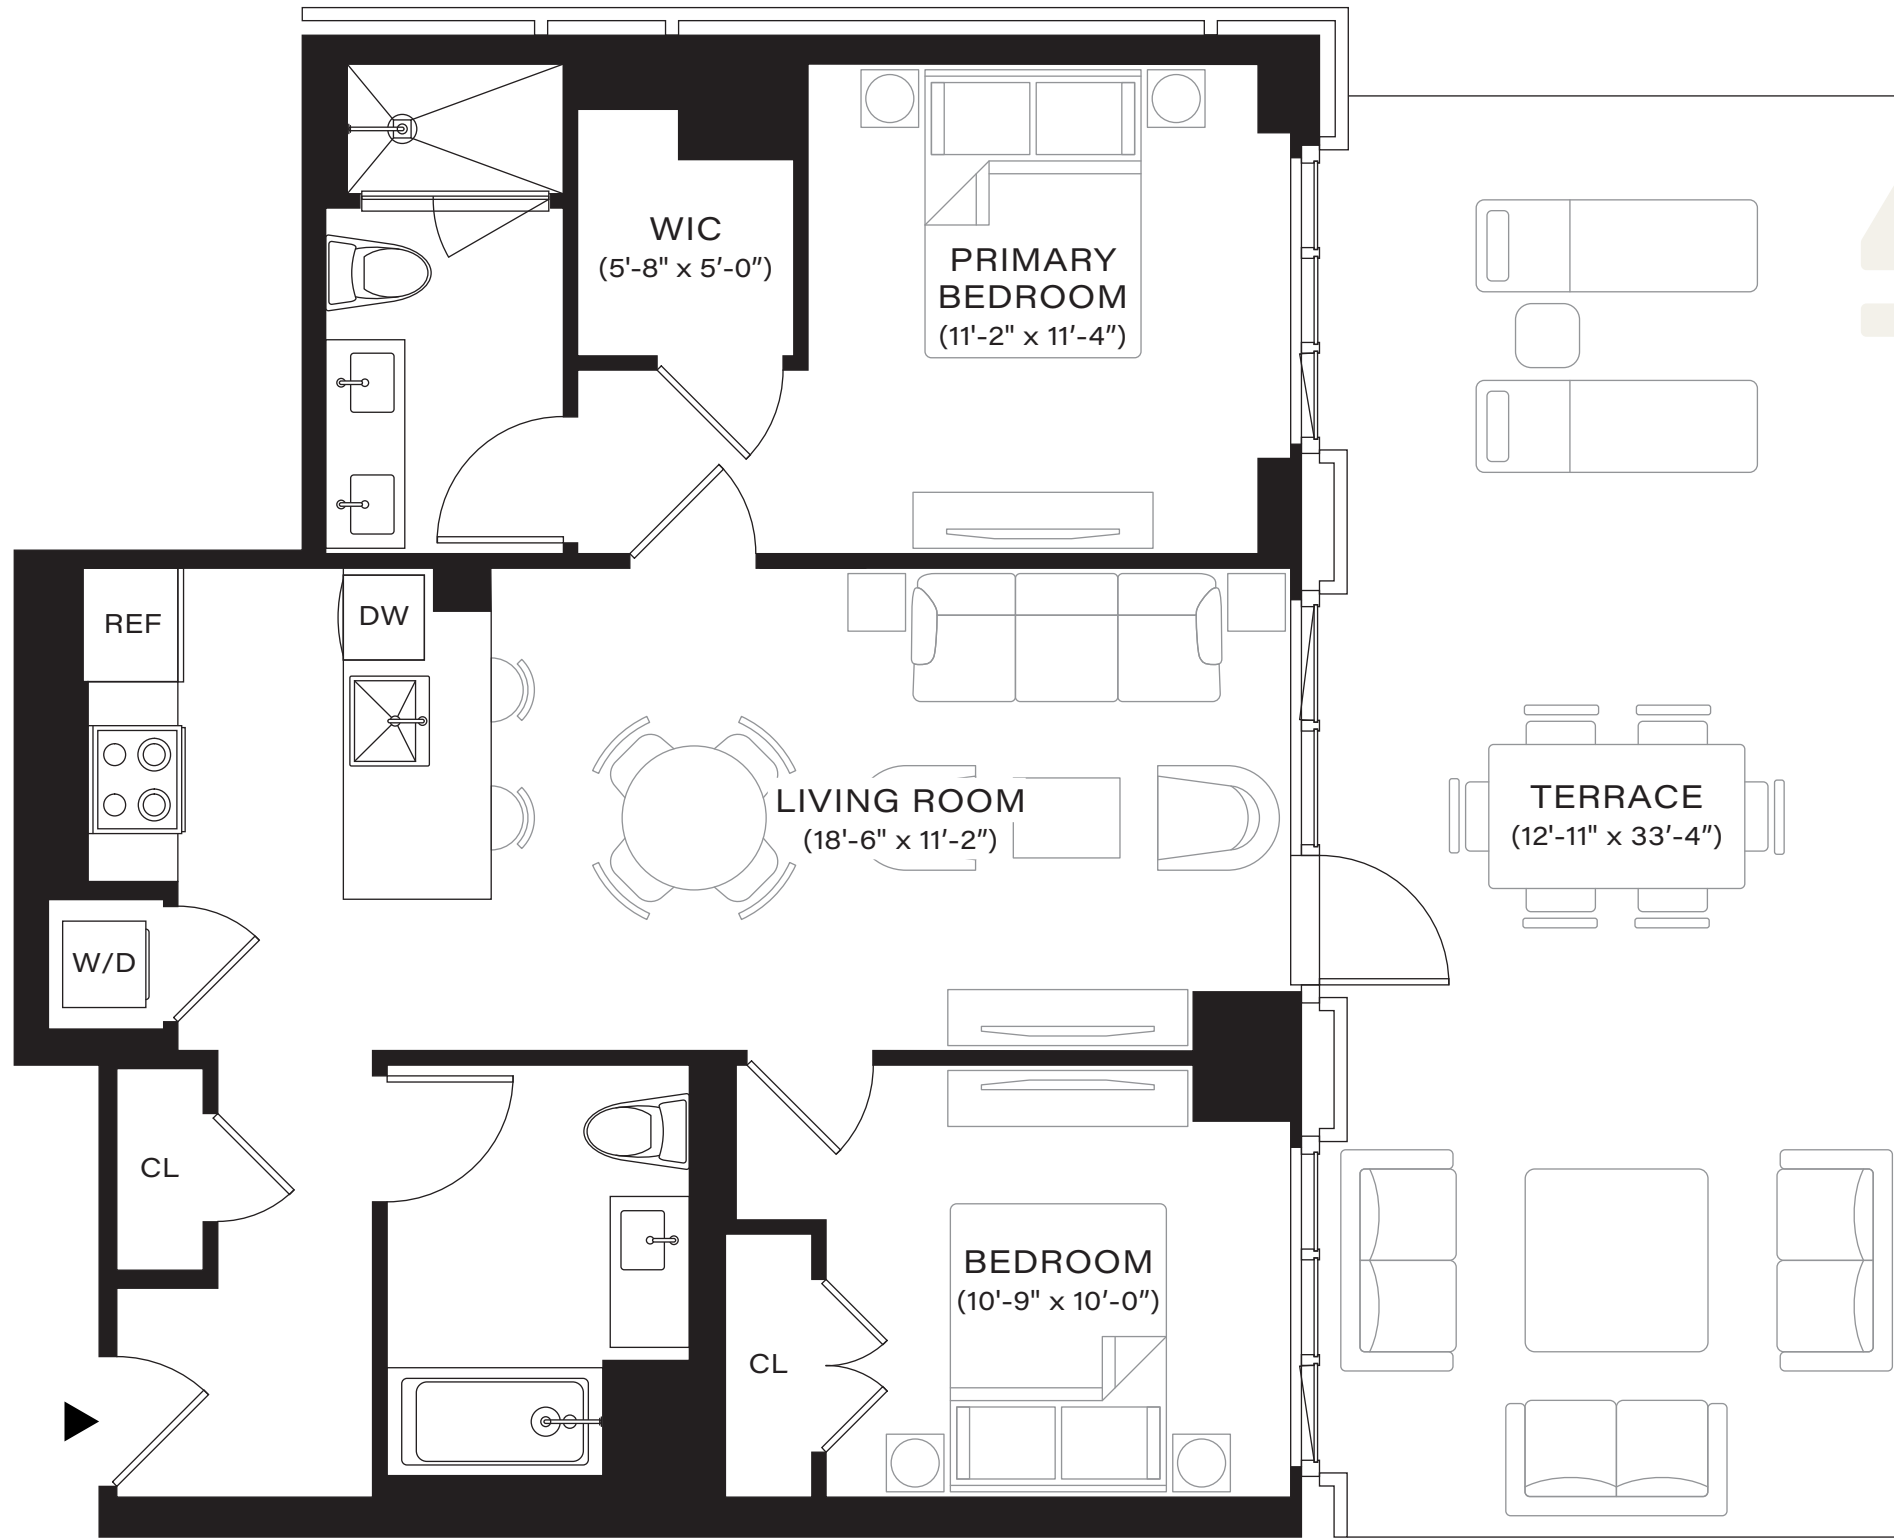 WIC
(5'-8" x 5'-0")
PRIMARY
BEDROOM
(11'-2" x 11'-4")
REF
DW
LIVING ROOM
(18'-6" x 11'-2")
TERRACE
(12'-11" x 33'-4")
W/D
CL
BEDROOM
(10'-9" x 10'-0")
CL